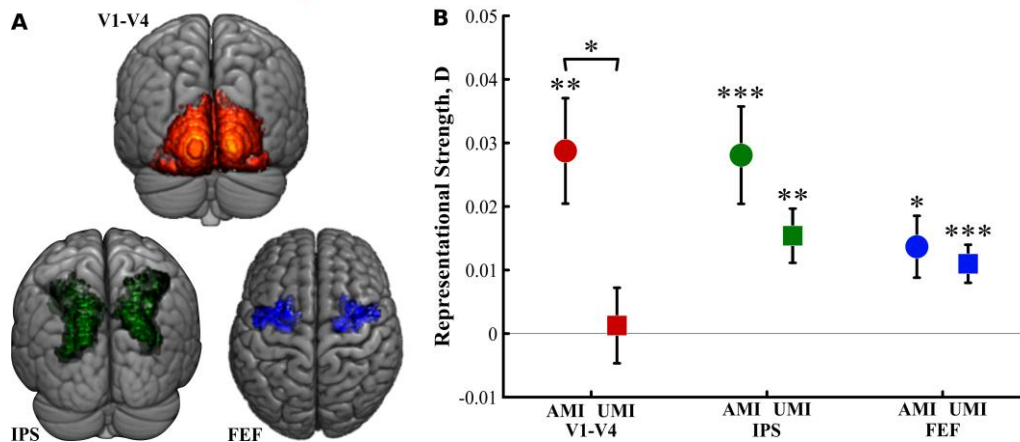 A
V1-V4
IPS
FEF
B
Representational Strength, D
0.05
0.04
0.03
0.02
0.01
0
-0.01
*
**
***
**
*
***
AMI UMI AMI UMI AMI UMI
V1-V4 IPS FEF